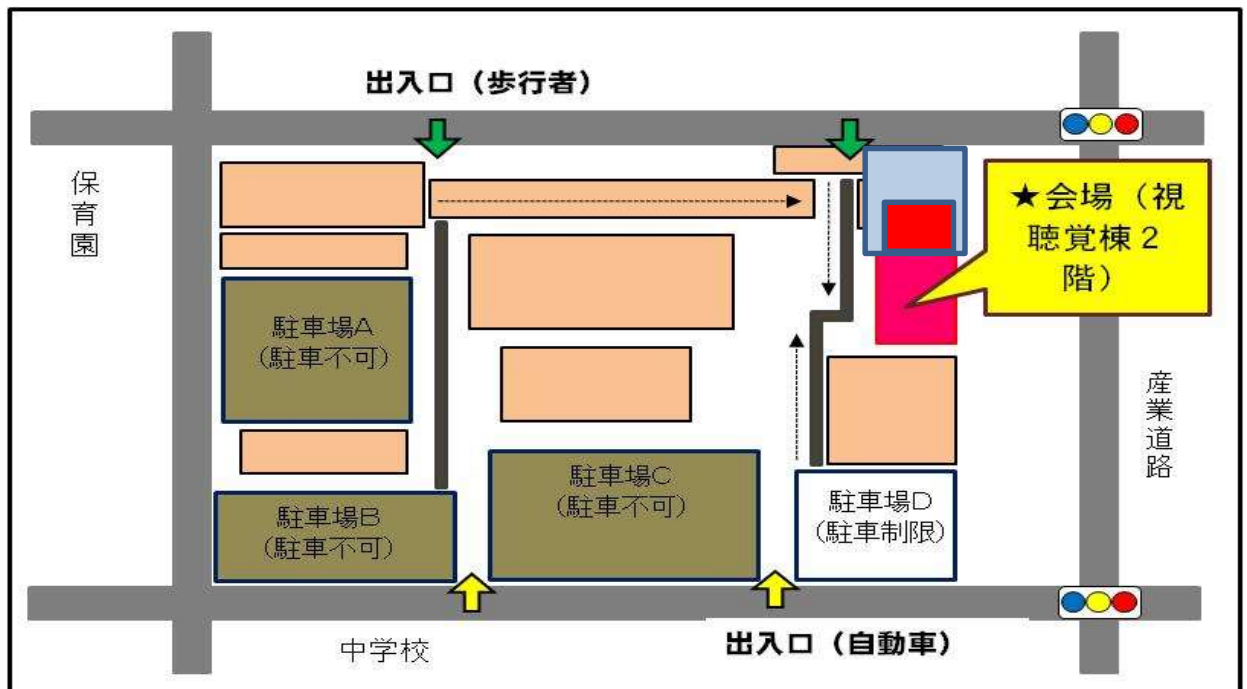 出入口（歩行者）
保育園
★会場（視
聴覚棟２
階）
駐車場A
(駐車不可)
産業道路
駐車場C
(駐車不可)
駐車場D
(駐車制限)
駐車場B
(駐車不可)
中学校
出入口（自動車）